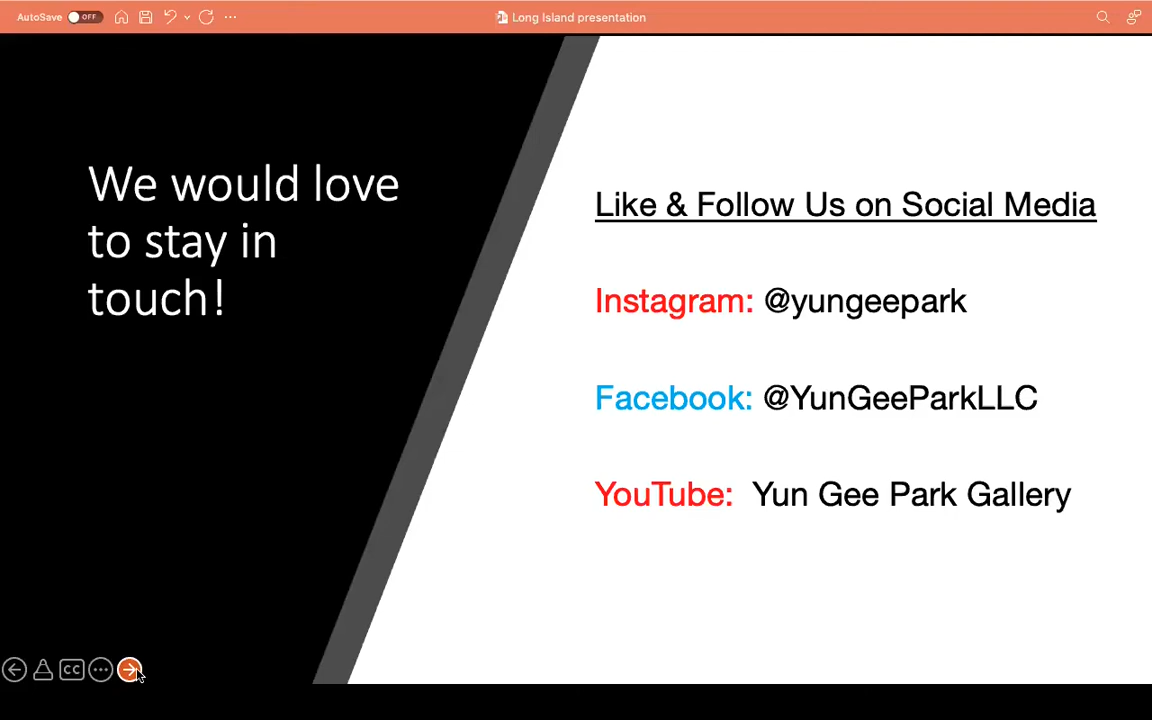 AutoSave OFF
Long Island presentation
We would love
to stay in
touch!
Like & Follow Us on Social Media
Instagram: @yungeepark
Facebook: @YunGeeParkLLC
YouTube: Yun Gee Park Gallery
CC